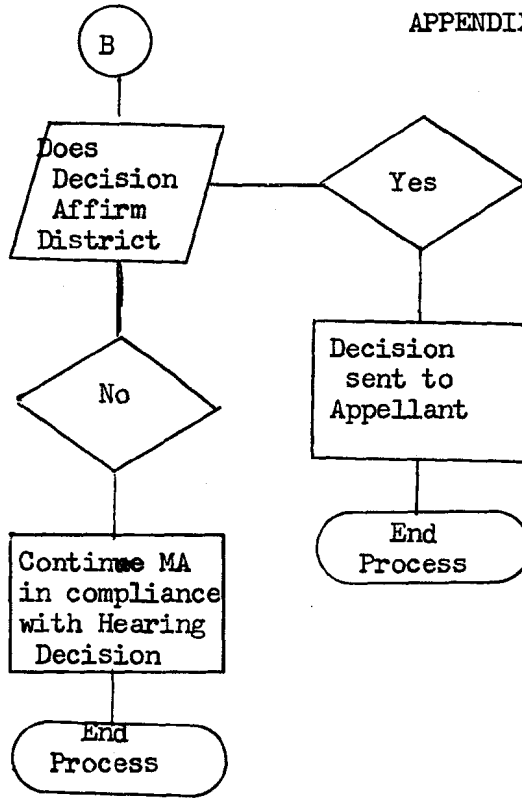 APPENDIX
B
Does
Decision
Affirm
District
Yes
No
Decision
sent to
Appellant
End
Process
Continue MA
in compliance
with Hearing
Decision
End
Process